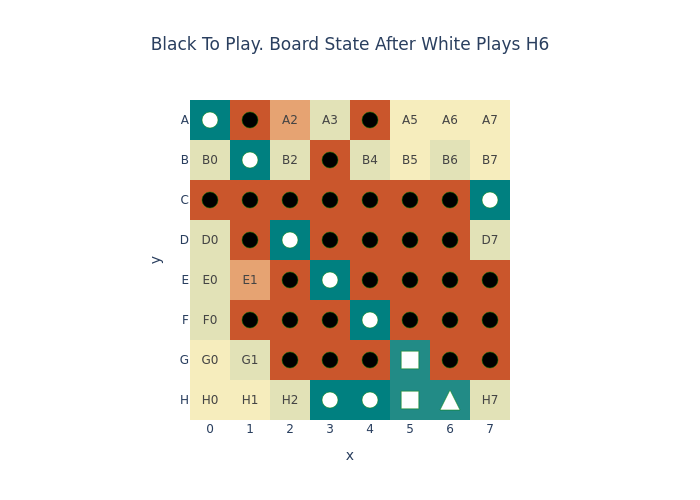 Black To Play. Board State After White Plays H6
A A2 A3 A5 A6 A7
B B0 B2 B4 B5 B6 B7
C
D D0 D7
E E0 E1
F F0
G G0 G1
H H0 H1 H2 H7
0 1 2 3 4 5 6 7
y
x